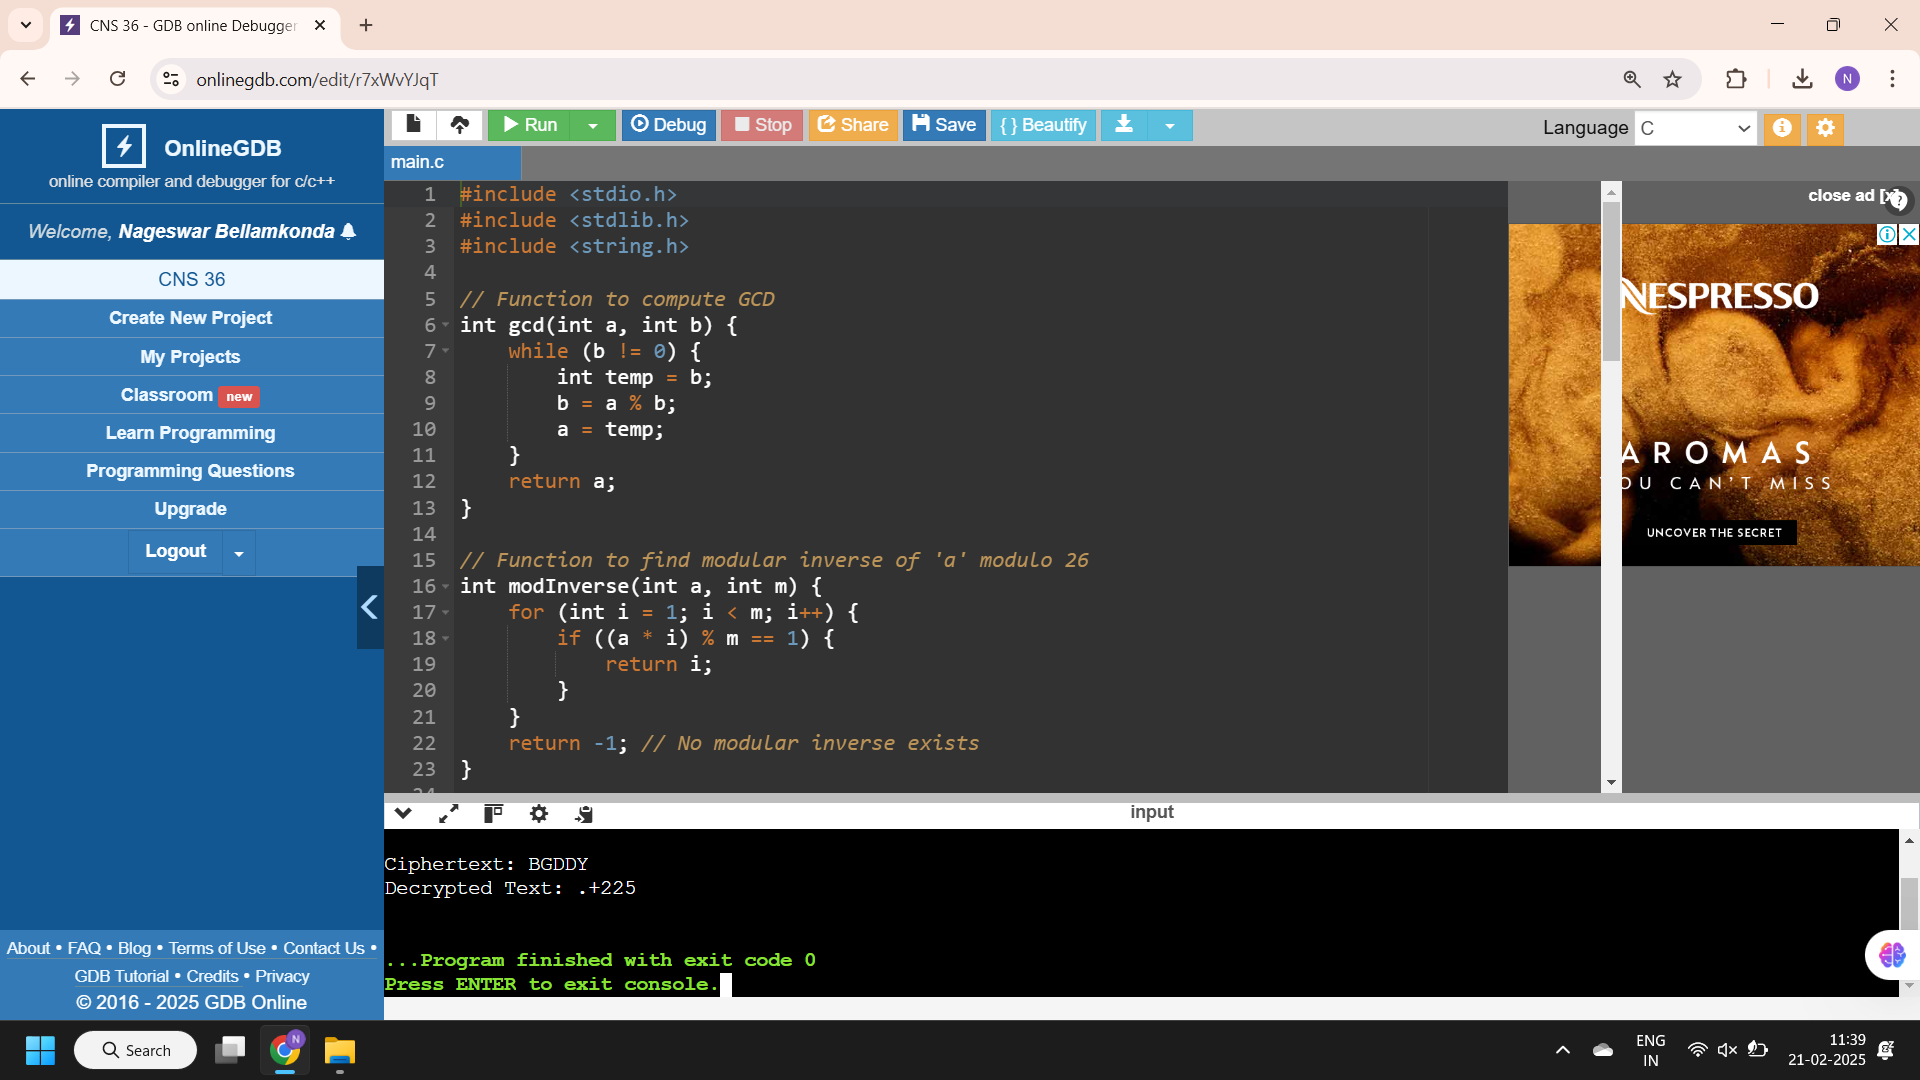 CNS 36 - GDB online Debugger
onlinegdb.com/edit/r7xWvYJqT
N
OnlineGDB
online compiler and debugger for c/c++
Welcome, Nageswar Bellamkonda
CNS 36
Create New Project
My Projects
Classroom new
Learn Programming
Programming Questions
Upgrade
Logout
About • FAQ • Blog • Terms of Use • Contact Us •
GDB Tutorial • Credits • Privacy
© 2016 - 2025 GDB Online
Run
Debug
Stop
Share
Save
{ } Beautify
Language C
main.c
1 #include <stdio.h>
2 #include <stdlib.h>
3 #include <string.h>
4
5 // Function to compute GCD
6 int gcd(int a, int b) {
7     while (b != 0) {
8         int temp = b;
9         b = a % b;
10         a = temp;
11     }
12     return a;
13 }
14
15 // Function to find modular inverse of 'a' modulo 26
16 int modInverse(int a, int m) {
17     for (int i = 1; i < m; i++) {
18         if ((a * i) % m == 1) {
19             return i;
20         }
21     }
22     return -1; // No modular inverse exists
23 }
close ad [x]
NESPRESSO
AROMAS
YOU CAN'T MISS
UNCOVER THE SECRET
input
Ciphertext: BGDDY
Decrypted Text: .+225
...Program finished with exit code 0
Press ENTER to exit console.
Search
N
ENG
IN
11:39
21-02-2025